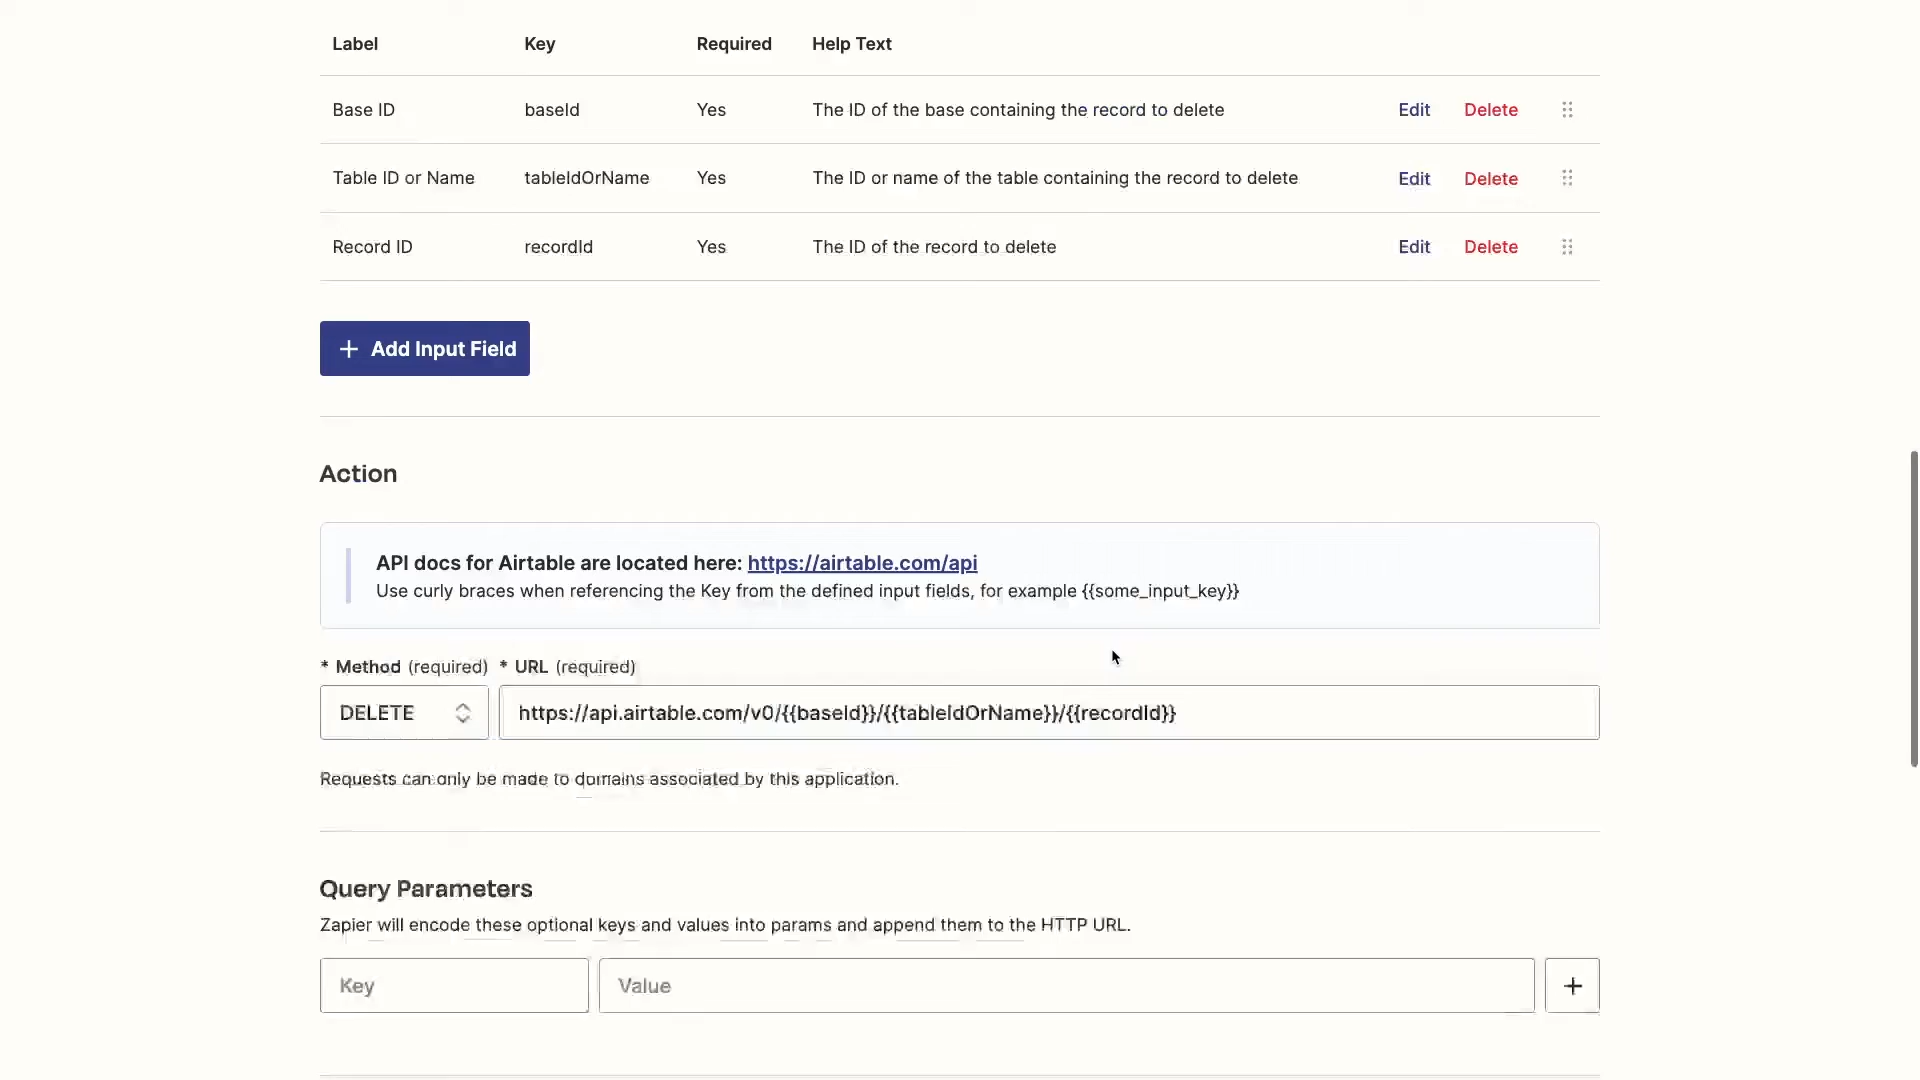 Label Key Required Help Text
Base ID baseId Yes The ID of the base containing the record to delete Edit Delete
Table ID or Name tableIdOrName Yes The ID or name of the table containing the record to delete Edit Delete
Record ID recordId Yes The ID of the record to delete Edit Delete
+ Add Input Field
Action
API docs for Airtable are located here: https://airtable.com/api
Use curly braces when referencing the Key from the defined input fields, for example {{some_input_key}}
* Method (required) * URL (required)
DELETE https://api.airtable.com/v0/{{baseId}}/{{tableIdOrName}}/{{recordId}}
Requests can only be made to domains associated by this application.
Query Parameters
Zapier will encode these optional keys and values into params and append them to the HTTP URL.
Key Value +